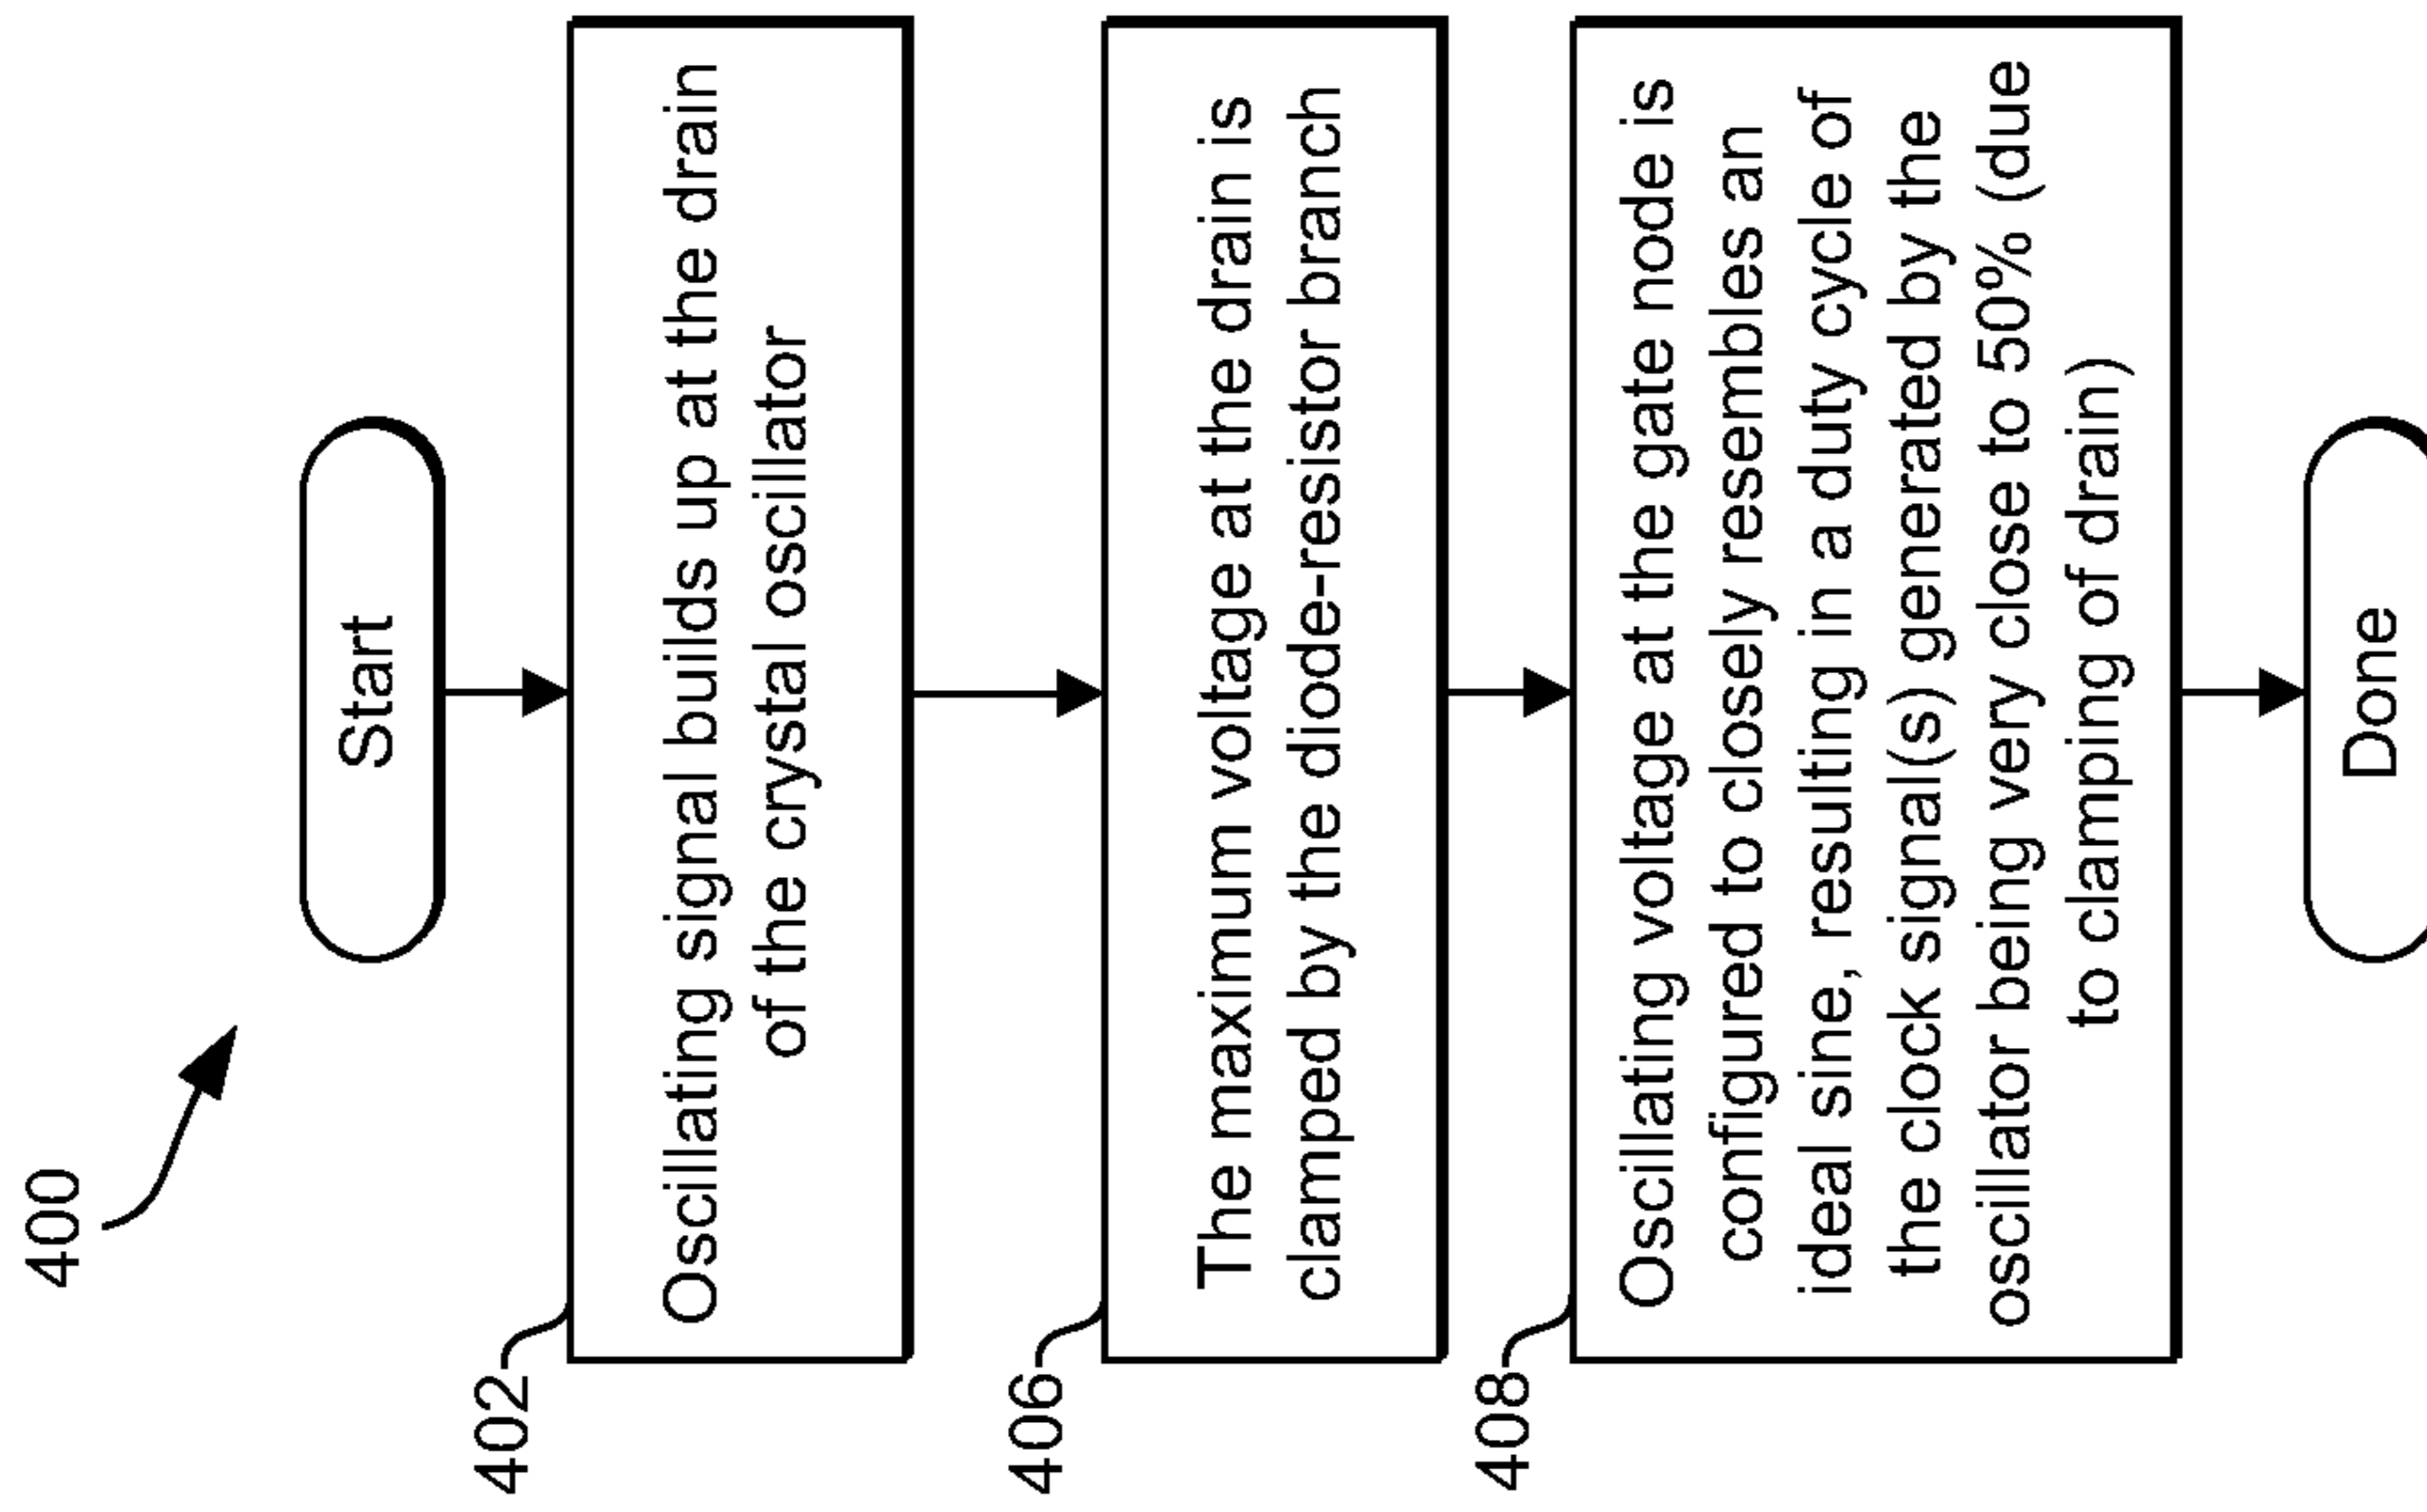 400
Start
402
Oscillating signal builds up at the drain
of the crystal oscillator
406
The maximum voltage at the drain is
clamped by the diode-resistor branch
408
Oscillating voltage at the gate node is
configured to closely resembles an
ideal sine, resulting in a duty cycle of
the clock signal(s) generated by the
oscillator being very close to 50% (due
to clamping of drain)
Done